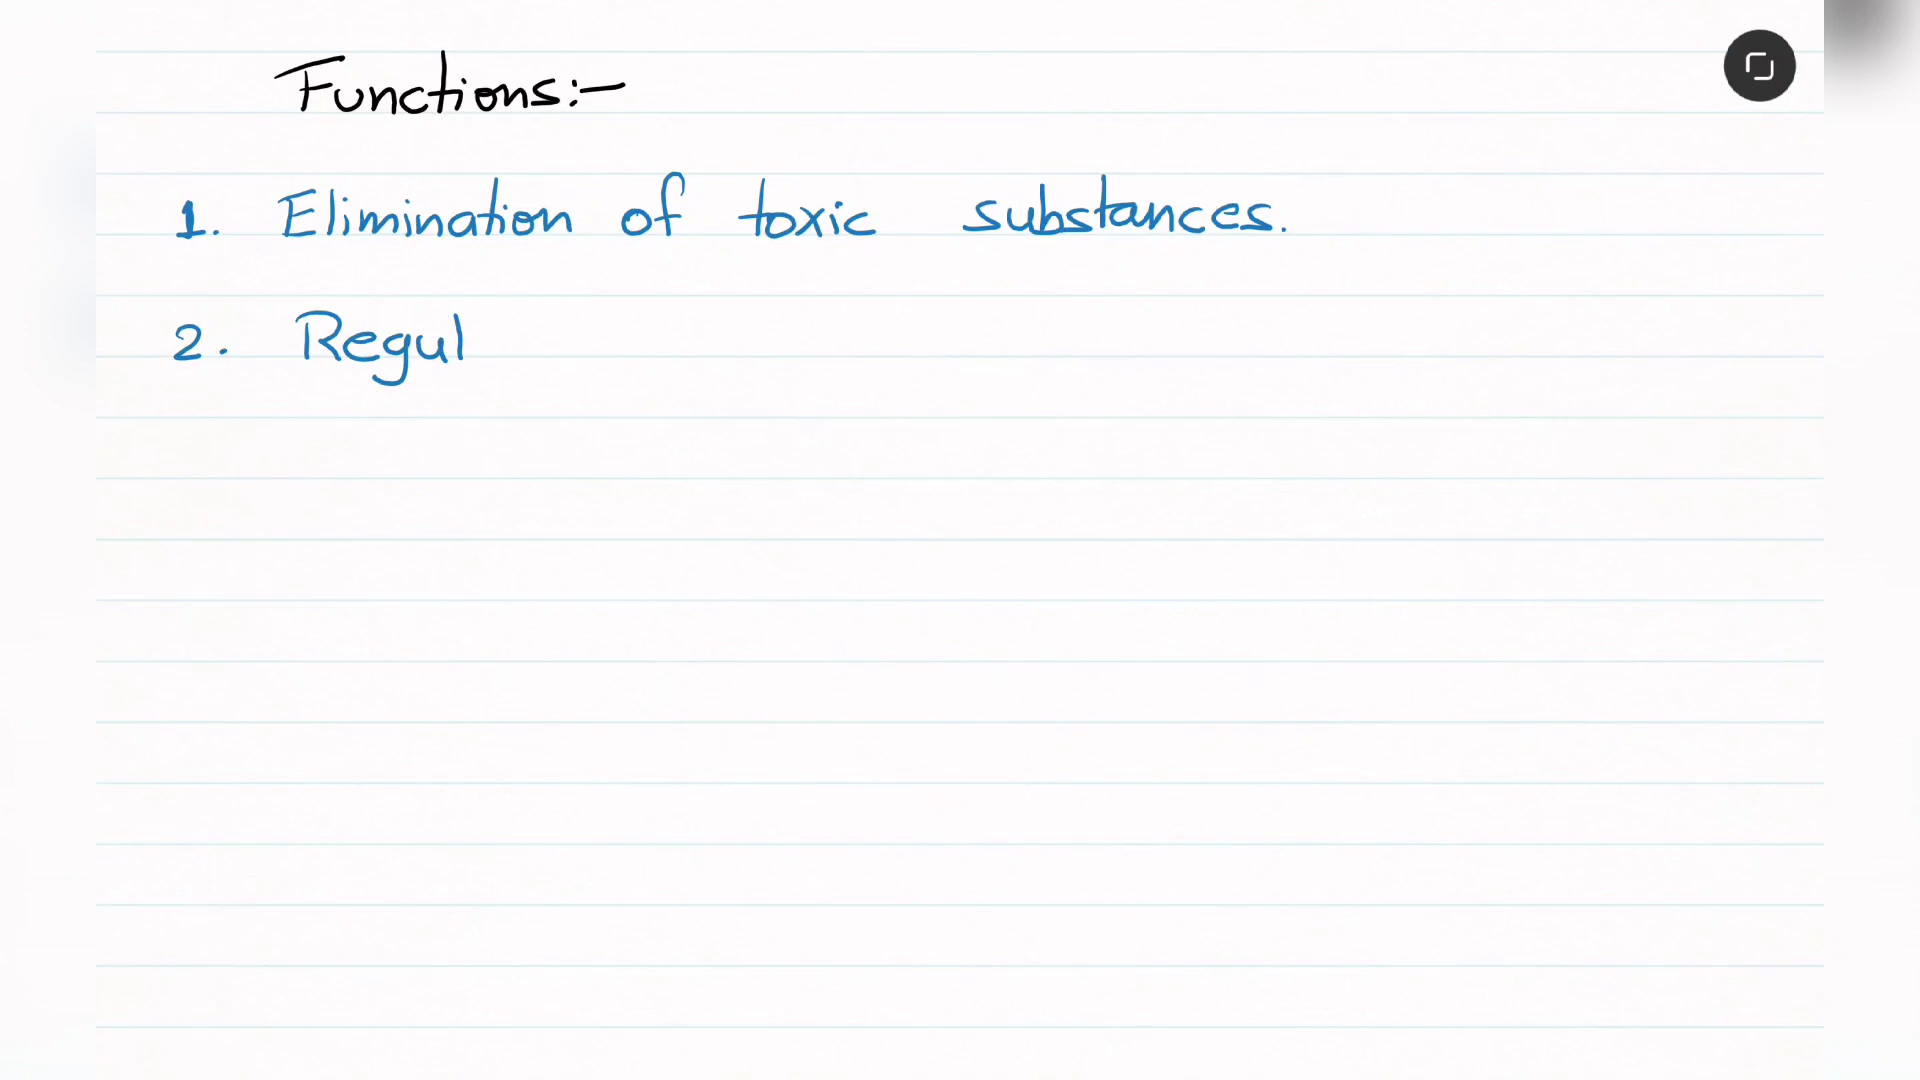 Functions:-
1. Elimination of toxic substances.
2. Regul